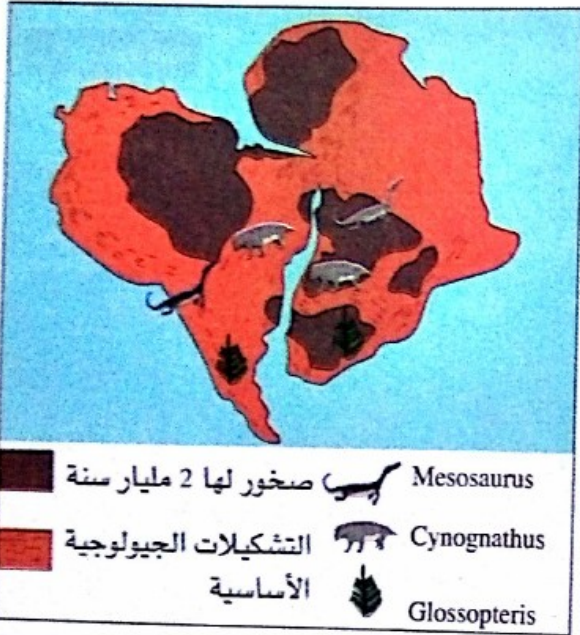 صخور لها 2 مليار سنة
Mesosaurus
التشكيلات الجيولوجية
الأساسية
Cynognathus
Glossopteris